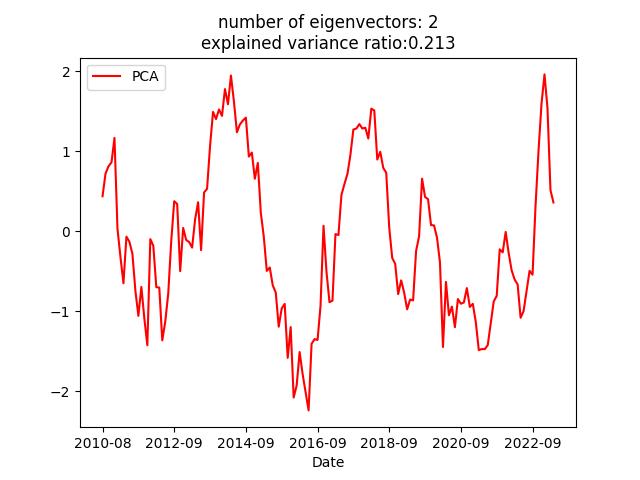 number of eigenvectors: 2
explained variance ratio:0.213
PCA
2
1
0
−1
−2
2010-08 2012-09 2014-09 2016-09 2018-09 2020-09 2022-09
Date